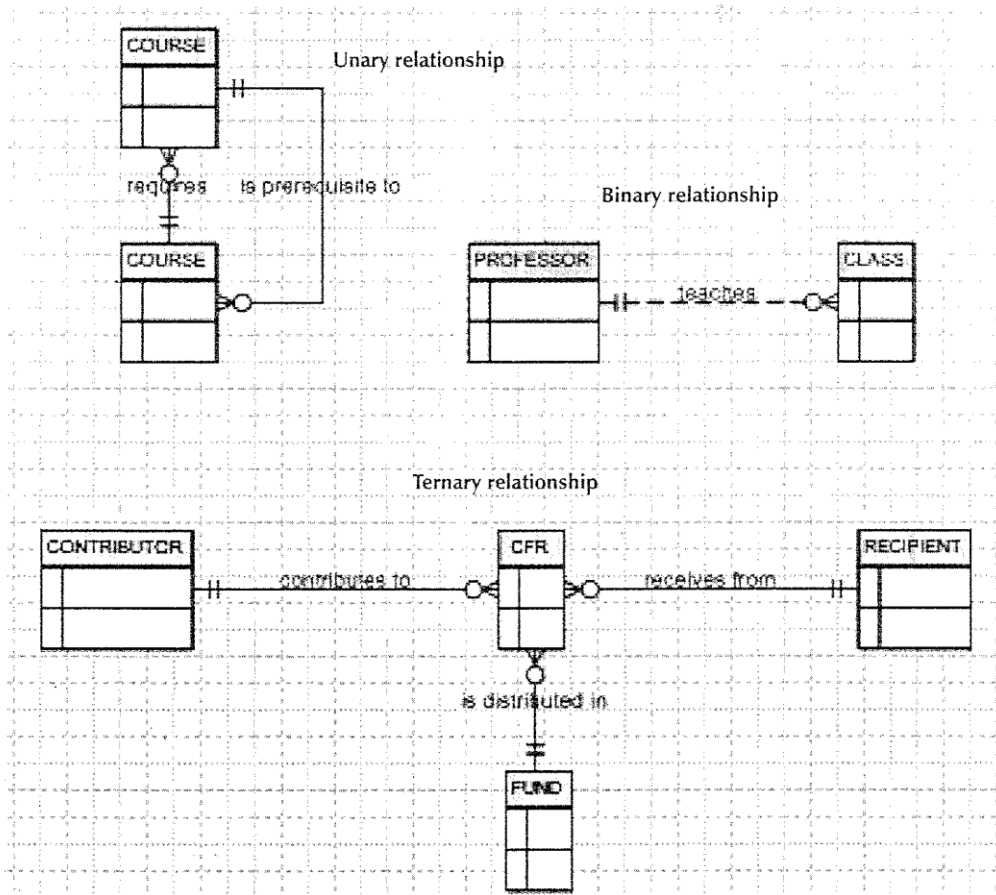 COURSE
Unary relationship
requires is prerequisite to
COURSE
Binary relationship
PROFESSOR
teaches
CLASS
Ternary relationship
CONTRIBUTOR
contributes to
CFR
receives from
RECIPIENT
is distributed in
FUND